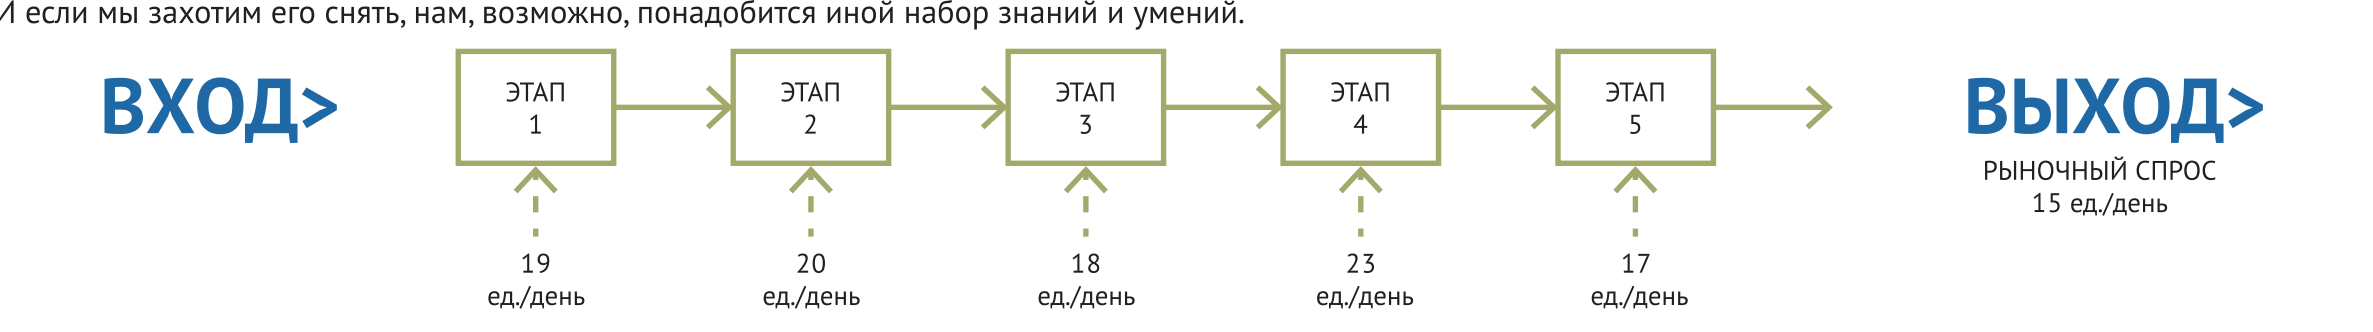 И если мы захотим его снять, нам, возможно, понадобится иной набор знаний и умений.
ВХОД>
ЭТАП
1
ЭТАП
2
ЭТАП
3
ЭТАП
4
ЭТАП
5
ВЫХОД>
РЫНОЧНЫЙ СПРОС
15 ед./день
19
ед./день
20
ед./день
18
ед./день
23
ед./день
17
ед./день